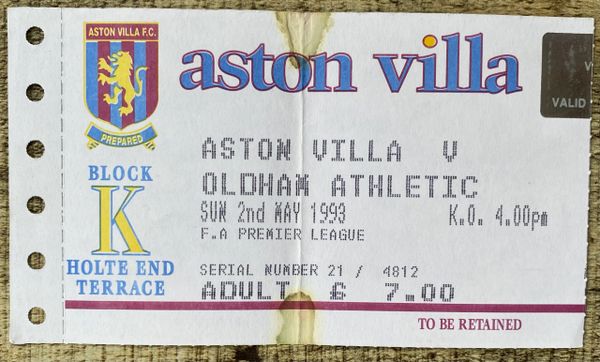 ASTON VILLA F.C.
PREPARED
aston villa
VALID
BLOCK
K
HOLTE END
TERRACE
ASTON VILLA V
OLDHAM ATHLETIC
SUN 2nd MAY 1993 K.O. 4.00pm
F.A PREMIER LEAGUE
SERIAL NUMBER 21 / 4812
ADULT £ 7.00
TO BE RETAINED